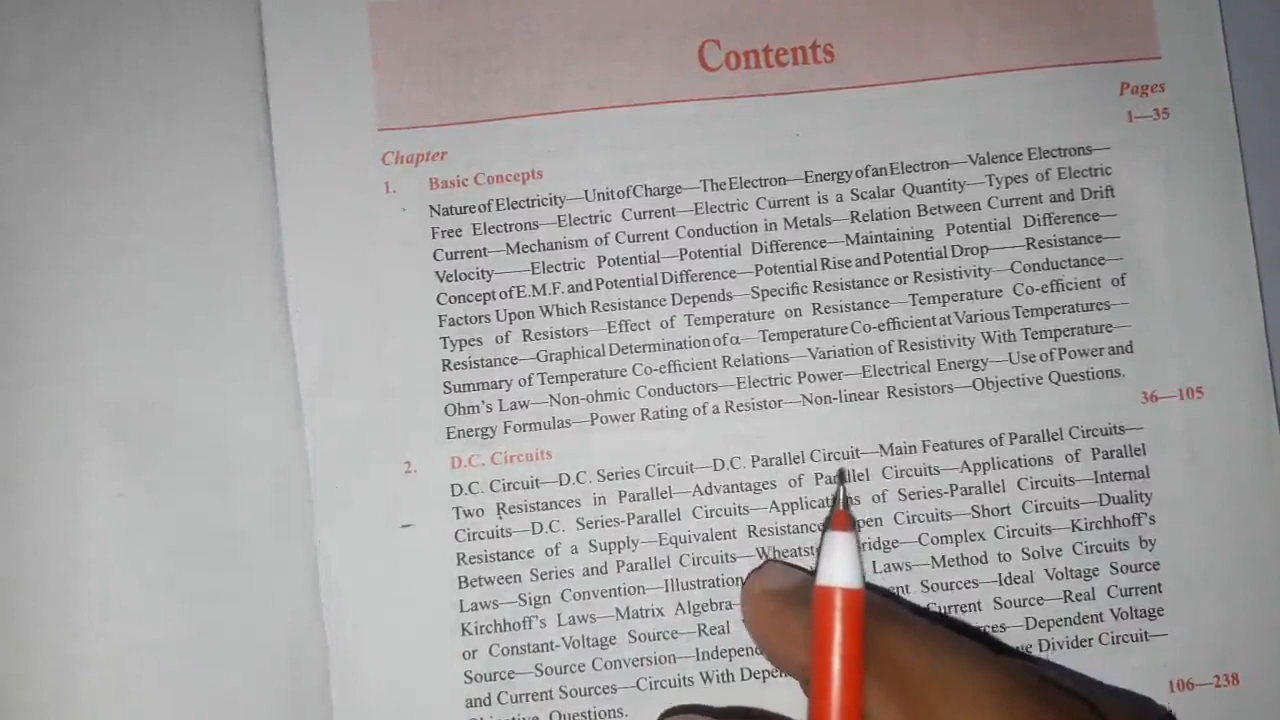 Contents
Pages
1—35
Chapter
1. Basic Concepts
Nature of Electricity—Unit of Charge—The Electron—Energy of an Electron—Valence Electrons—
Free Electrons—Electric Current—Electric Current is a Scalar Quantity—Types of Electric
Current—Mechanism of Current Conduction in Metals—Relation Between Current and Drift
Velocity——Electric Potential—Potential Difference—Maintaining Potential Difference—
Concept of E.M.F. and Potential Difference—Potential Rise and Potential Drop——Resistance—
Factors Upon Which Resistance Depends—Specific Resistance or Resistivity—Conductance—
Types of Resistors—Effect of Temperature on Resistance—Temperature Co-efficient of
Resistance—Graphical Determination of α—Temperature Co-efficient at Various Temperatures—
Summary of Temperature Co-efficient Relations—Variation of Resistivity With Temperature—
Ohm's Law—Non-ohmic Conductors—Electric Power—Electrical Energy—Use of Power and
Energy Formulas—Power Rating of a Resistor—Non-linear Resistors—Objective Questions.
36—105
2. D.C. Circuits
D.C. Circuit—D.C. Series Circuit—D.C. Parallel Circuit—Main Features of Parallel Circuits—
Two Resistances in Parallel—Advantages of Parallel Circuits—Applications of Parallel
Circuits—D.C. Series-Parallel Circuits—Applications of Series-Parallel Circuits—Internal
Resistance of a Supply—Equivalent Resistance Open Circuits—Short Circuits—Duality
Between Series and Parallel Circuits— Complex Circuits—Kirchhoff's
Laws—Sign Convention—Illustration Laws—Method to Solve Circuits by
Kirchhoff's Laws—Matrix Algebra— Sources—Ideal Voltage Source
or Constant-Voltage Source—Real Current Source—Real Current
Source—Source Conversion— Dependent Voltage
and Current Sources—Circuits With Divider Circuit—
Questions.
106—238